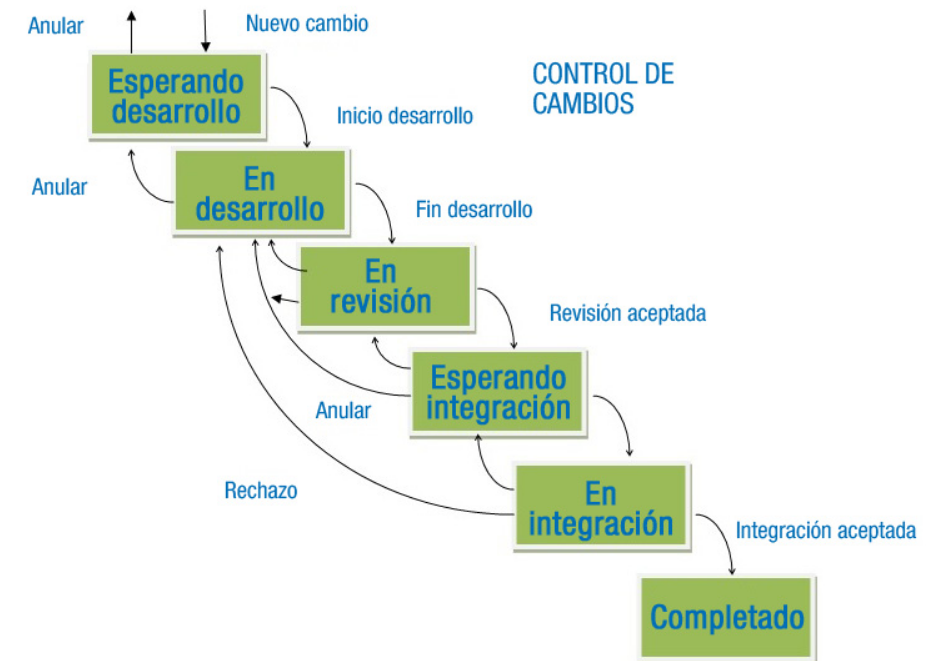 Anular
Nuevo cambio
Esperando
desarrollo
CONTROL DE
CAMBIOS
Inicio desarrollo
Anular
En
desarrollo
Fin desarrollo
En
revisión
Revisión aceptada
Esperando
integración
Anular
Rechazo
En
integración
Integración aceptada
Completado